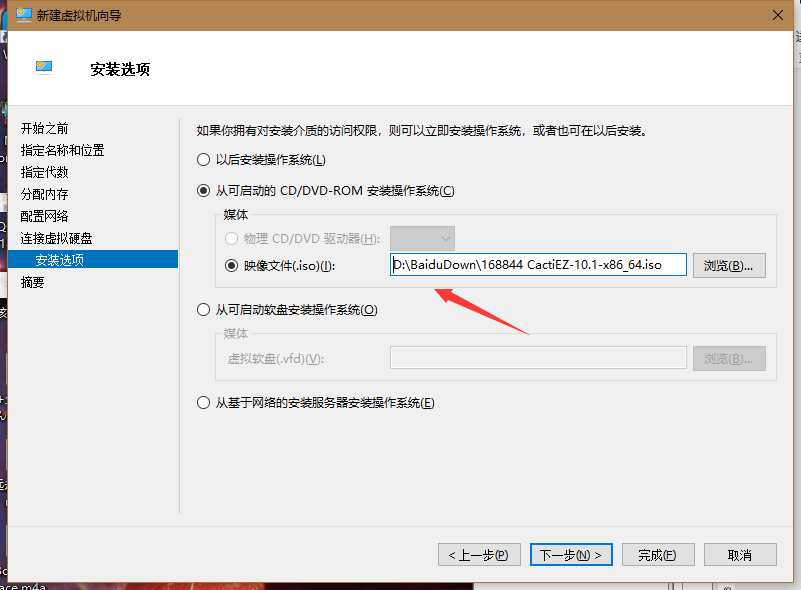 新建虚拟机向导
安装选项
开始之前
指定名称和位置
指定代数
分配内存
配置网络
连接虚拟硬盘
安装选项
摘要
如果你拥有对安装介质的访问权限，则可以立即安装操作系统，或者也可在以后安装。
以后安装操作系统(L)
从可启动的 CD/DVD-ROM 安装操作系统(C)
媒体
物理 CD/DVD 驱动器(H):
映像文件(.iso)(I):
D:\BaiduDown\168844 CactiEZ-10.1-x86_64.iso
浏览(B)...
从可启动软盘安装操作系统(O)
媒体
虚拟软盘(.vfd)(V):
浏览(B)...
从基于网络的安装服务器安装操作系统(E)
< 上一步(P)
下一步(N) >
完成(F)
取消
ace.m4a